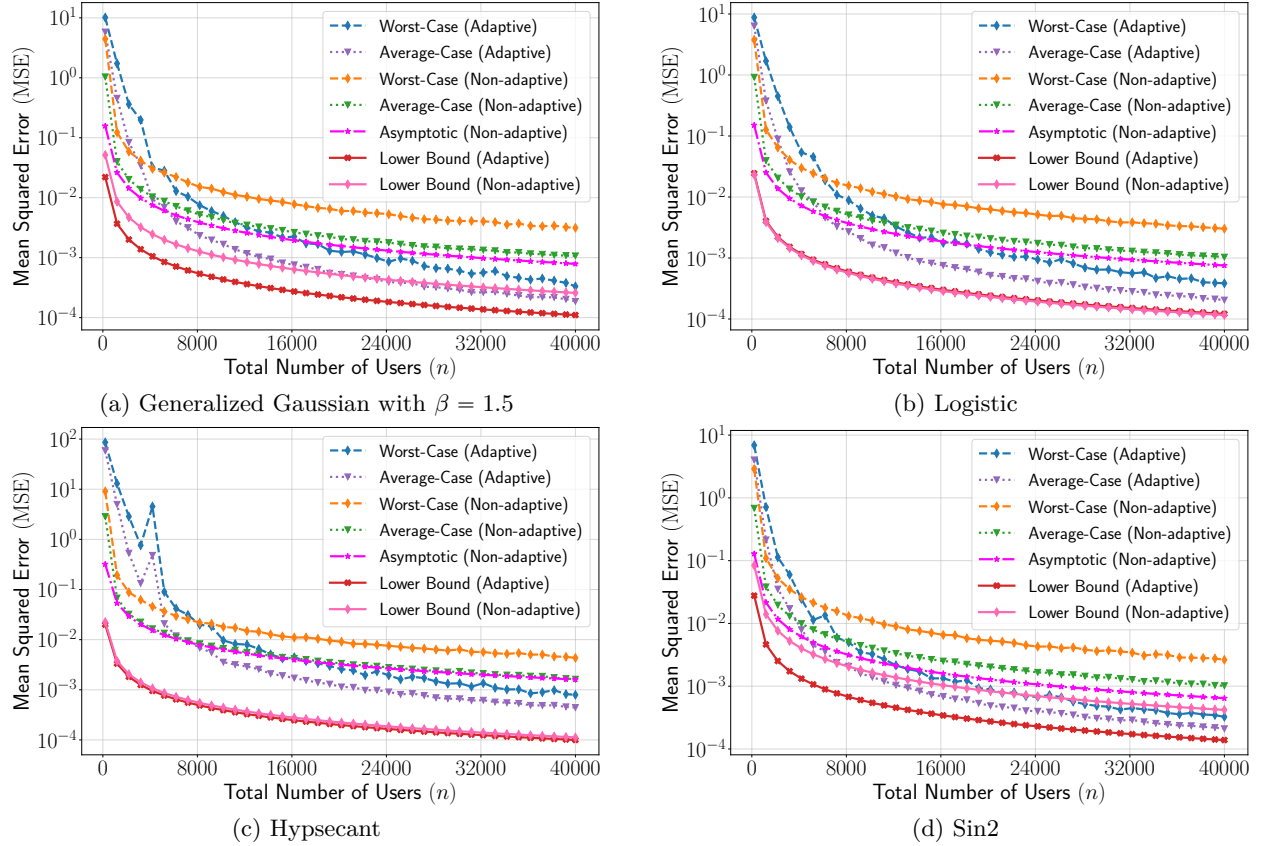 Mean Squared Error (MSE)
10^1
10^0
10^−1
10^−2
10^−3
10^−4
Worst-Case (Adaptive)
Average-Case (Adaptive)
Worst-Case (Non-adaptive)
Average-Case (Non-adaptive)
Asymptotic (Non-adaptive)
Lower Bound (Adaptive)
Lower Bound (Non-adaptive)
0 8000 16000 24000 32000 40000
Total Number of Users (n)
(a) Generalized Gaussian with β = 1.5
Mean Squared Error (MSE)
10^1
10^0
10^−1
10^−2
10^−3
10^−4
Worst-Case (Adaptive)
Average-Case (Adaptive)
Worst-Case (Non-adaptive)
Average-Case (Non-adaptive)
Asymptotic (Non-adaptive)
Lower Bound (Adaptive)
Lower Bound (Non-adaptive)
0 8000 16000 24000 32000 40000
Total Number of Users (n)
(b) Logistic
Mean Squared Error (MSE)
10^2
10^1
10^0
10^−1
10^−2
10^−3
10^−4
Worst-Case (Adaptive)
Average-Case (Adaptive)
Worst-Case (Non-adaptive)
Average-Case (Non-adaptive)
Asymptotic (Non-adaptive)
Lower Bound (Adaptive)
Lower Bound (Non-adaptive)
0 8000 16000 24000 32000 40000
Total Number of Users (n)
(c) Hypsecant
Mean Squared Error (MSE)
10^1
10^0
10^−1
10^−2
10^−3
10^−4
Worst-Case (Adaptive)
Average-Case (Adaptive)
Worst-Case (Non-adaptive)
Average-Case (Non-adaptive)
Asymptotic (Non-adaptive)
Lower Bound (Adaptive)
Lower Bound (Non-adaptive)
0 8000 16000 24000 32000 40000
Total Number of Users (n)
(d) Sin2